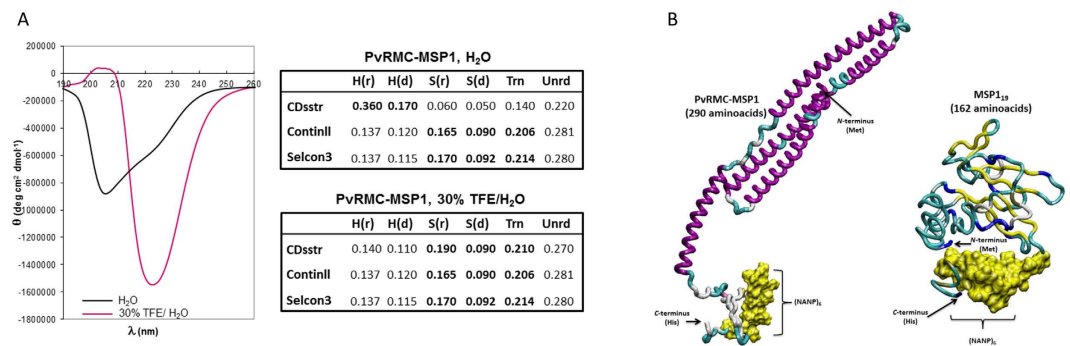 A
200000
0
-200000
-400000
-600000
-800000
-1000000
-1200000
-1400000
-1600000
-1800000
190 200 210 220 230 240 250 260
θ (deg cm² dmol⁻¹)
λ (nm)
H₂O
30% TFE/ H₂O
PvRMC-MSP1, H₂O
H(r) H(d) S(r) S(d) Trn Unrd
CDsstr 0.360 0.170 0.060 0.050 0.140 0.220
ContinII 0.137 0.120 0.165 0.090 0.206 0.281
Selcon3 0.137 0.115 0.170 0.092 0.214 0.280
PvRMC-MSP1, 30% TFE/H₂O
H(r) H(d) S(r) S(d) Trn Unrd
CDsstr 0.140 0.110 0.190 0.090 0.210 0.270
ContinII 0.137 0.120 0.165 0.090 0.206 0.281
Selcon3 0.137 0.115 0.170 0.092 0.214 0.280
B
PvRMC-MSP1
(290 aminoacids)
N-terminus
(Met)
C-terminus
(His)
(NANP)₆
MSP1₁₉
(162 aminoacids)
N-terminus
(Met)
C-terminus
(His)
(NANP)₆